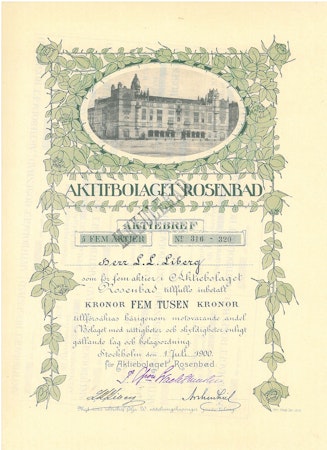 AKTIEBOLAGET ROSENBAD
AKTIEBREF
5 FEM AKTIER
No 316 - 320
Herr L. L. Liberg
som för fem aktier i Aktiebolaget
Rosenbad tillfullo inbetalt
KRONOR FEM TUSEN KRONOR
tillförsäkras härigenom motsvarande andel
i Bolaget med rättigheter och skyldigheter enligt
gällande lag och bolagsordning.
Stockholm den 1 Juli 1900.
för Aktiebolaget Rosenbad